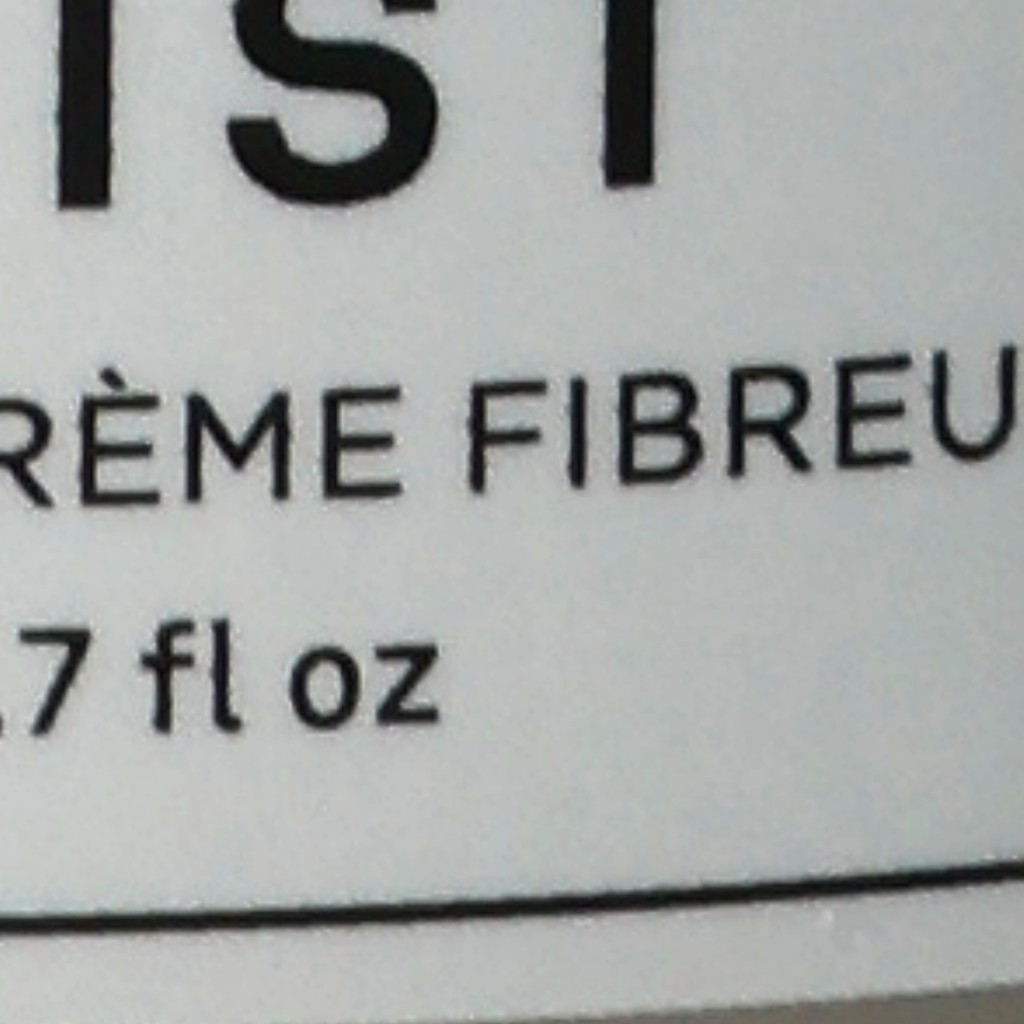 IST
RÈME FIBREU
.7 fl oz